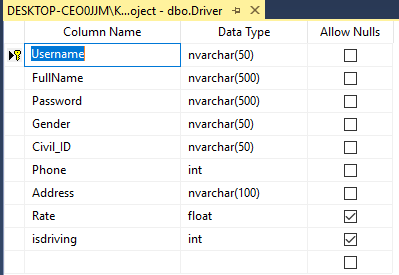 DESKTOP-CEO0JJM\K...oject - dbo.Driver
Column Name Data Type Allow Nulls
Username nvarchar(50)
FullName nvarchar(500)
Password nvarchar(500)
Gender nvarchar(50)
Civil_ID nvarchar(50)
Phone int
Address nvarchar(100)
Rate float
isdriving int